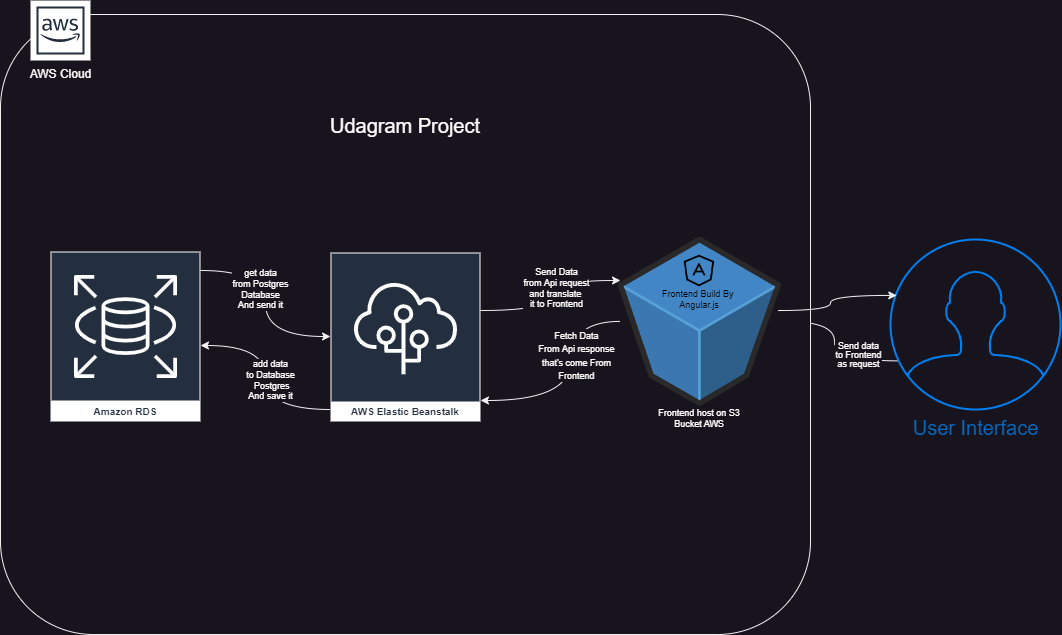 aws
AWS Cloud
Udagram Project
get data
from Postgres
Database
And send it
add data
to Database
Postgres
And save it
Amazon RDS
AWS Elastic Beanstalk
Send Data
from Api request
and translate
it to Frontend
Fetch Data
From Api response
that's come From
Frontend
A
Frontend Build By
Angular.js
Frontend host on S3
Bucket AWS
Send data
to Frontend
as request
User Interface